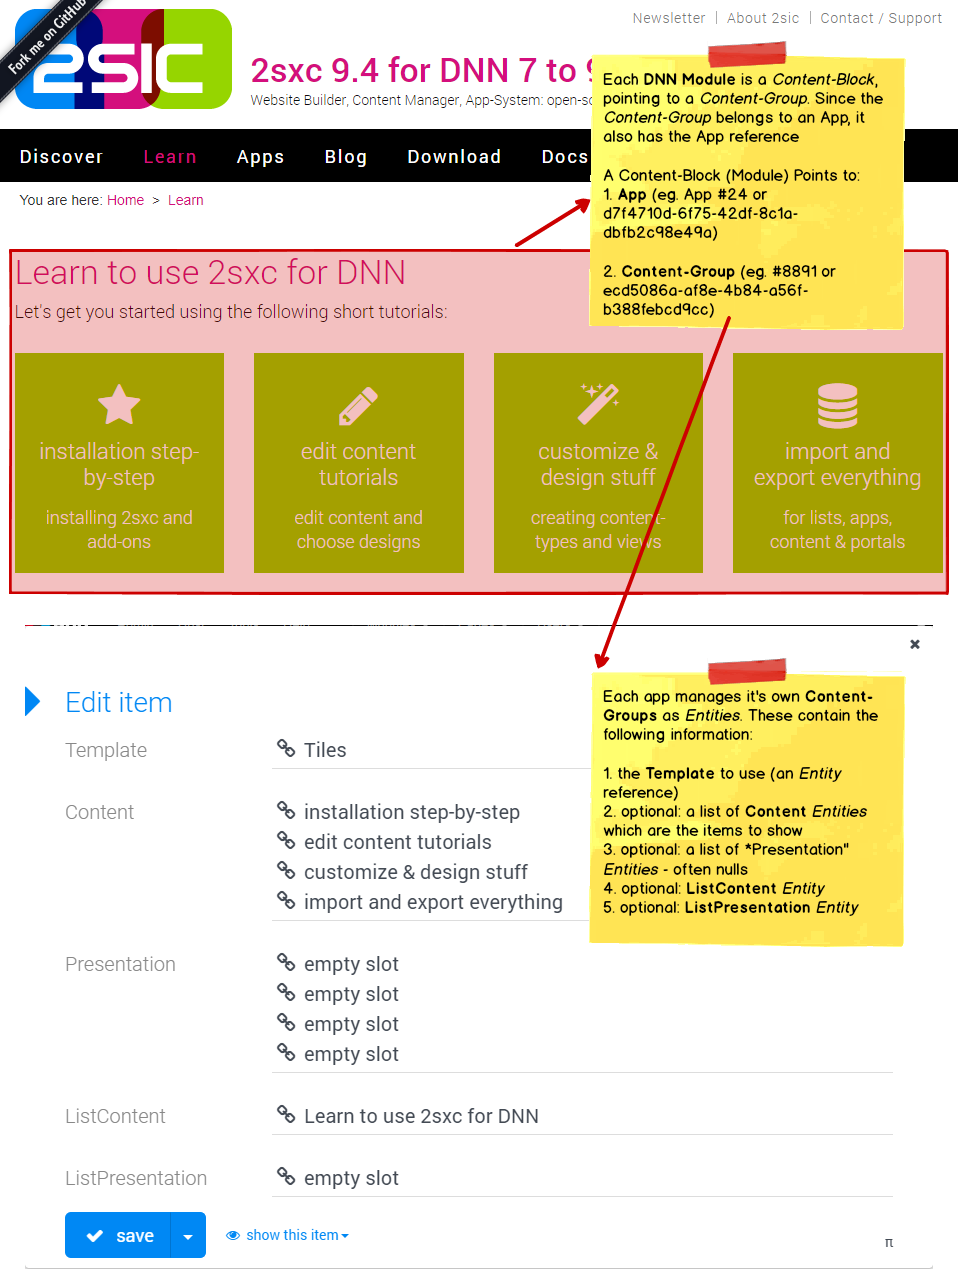 Fork me on GitHub
2SIC
Newsletter | About 2sic | Contact / Support
2sxc 9.4 for DNN 7 to
Website Builder, Content Manager, App-System: open-so
Discover Learn Apps Blog Download Docs
You are here: Home > Learn
Each DNN Module is a Content-Block,
pointing to a Content-Group. Since the
Content-Group belongs to an App, it
also has the App reference
A Content-Block (Module) Points to:
1. App (eg. App #24 or
d7f4710d-6f75-42df-8c1a-
dbfb2c98e49a)
2. Content-Group (eg. #8891 or
ecd5086a-af8e-4b84-a56f-
b388febcd9cc)
Learn to use 2sxc for DNN
Let's get you started using the following short tutorials:
installation step-
by-step
installing 2sxc and
add-ons
edit content
tutorials
edit content and
choose designs
customize &
design stuff
creating content-
types and views
import and
export everything
for lists, apps,
content & portals
Edit item
Template
Tiles
Content
installation step-by-step
edit content tutorials
customize & design stuff
import and export everything
Each app manages it's own Content-
Groups as Entities. These contain the
following information:
1. the Template to use (an Entity
reference)
2. optional: a list of Content Entities
which are the items to show
3. optional: a list of *Presentation"
Entities - often nulls
4. optional: ListContent Entity
5. optional: ListPresentation Entity
Presentation
empty slot
empty slot
empty slot
empty slot
ListContent
Learn to use 2sxc for DNN
ListPresentation
empty slot
save
show this item
π